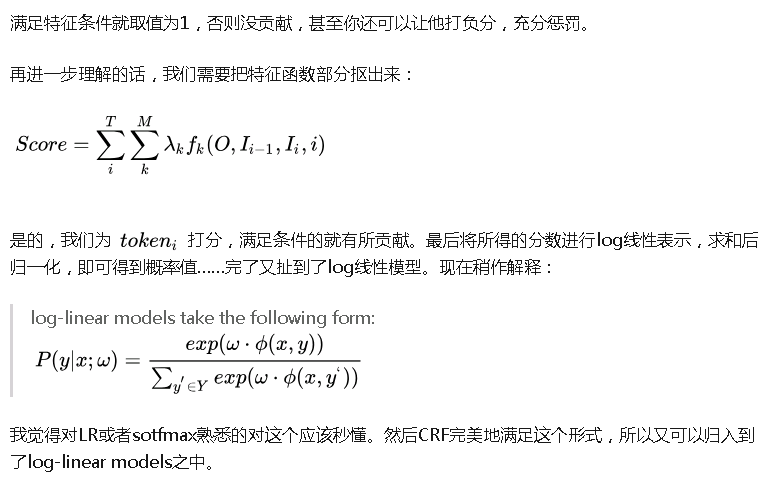 满足特征条件就取值为1，否则没贡献，甚至你还可以让他打负分，充分惩罚。
再进一步理解的话，我们需要把特征函数部分抠出来：
Score = \sum_{i}^{T} \sum_{k}^{M} \lambda_k f_k(O, I_{i-1}, I_i, i)
是的，我们为 token_i 打分，满足条件的就有所贡献。最后将所得的分数进行log线性表示，求和后
归一化，即可得到概率值……完了又扯到了log线性模型。现在稍作解释：
log-linear models take the following form:
P(y|x; ω) = \frac{exp(ω · ϕ(x, y))}{\sum_{y' ∈ Y} exp(ω · ϕ(x, y‘))}
我觉得对LR或者sotfmax熟悉的对这个应该秒懂。然后CRF完美地满足这个形式，所以又可以归入到
了log-linear models之中。